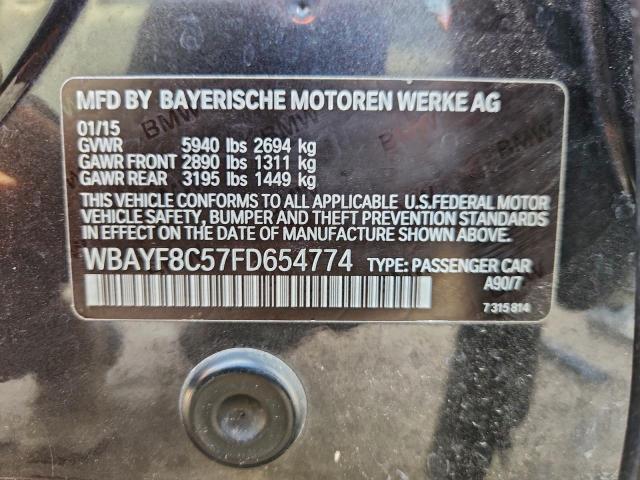 MFD BY BAYERISCHE MOTOREN WERKE AG
01/15
GVWR 5940 lbs 2694 kg
GAWR FRONT 2890 lbs 1311 kg
GAWR REAR 3195 lbs 1449 kg
THIS VEHICLE CONFORMS TO ALL APPLICABLE U.S.FEDERAL MOTOR
VEHICLE SAFETY, BUMPER AND THEFT PREVENTION STANDARDS
IN EFFECT ON THE DATE OF MANUFACTURE SHOWN ABOVE:
WBAYF8C57FD654774 TYPE: PASSENGER CAR
A90/7
7 315 814
BMW
BMW
BMW